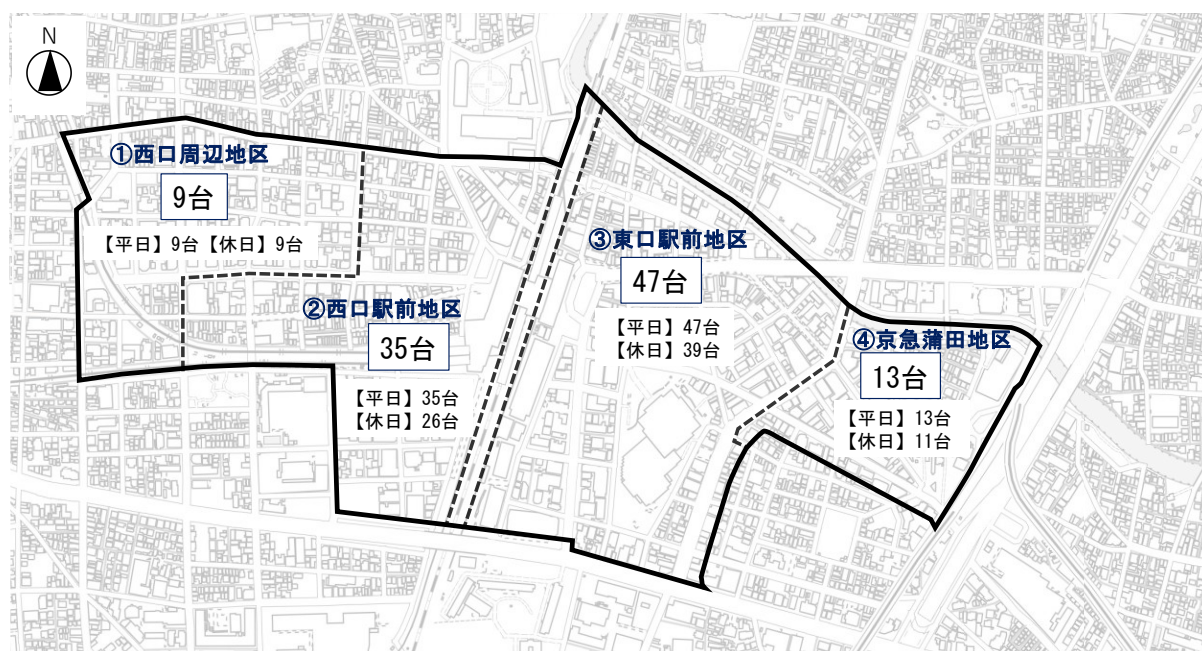 N
①西口周辺地区
9台
【平日】9台【休日】9台
②西口駅前地区
35台
【平日】35台
【休日】26台
③東口駅前地区
47台
【平日】47台
【休日】39台
④京急蒲田地区
13台
【平日】13台
【休日】11台